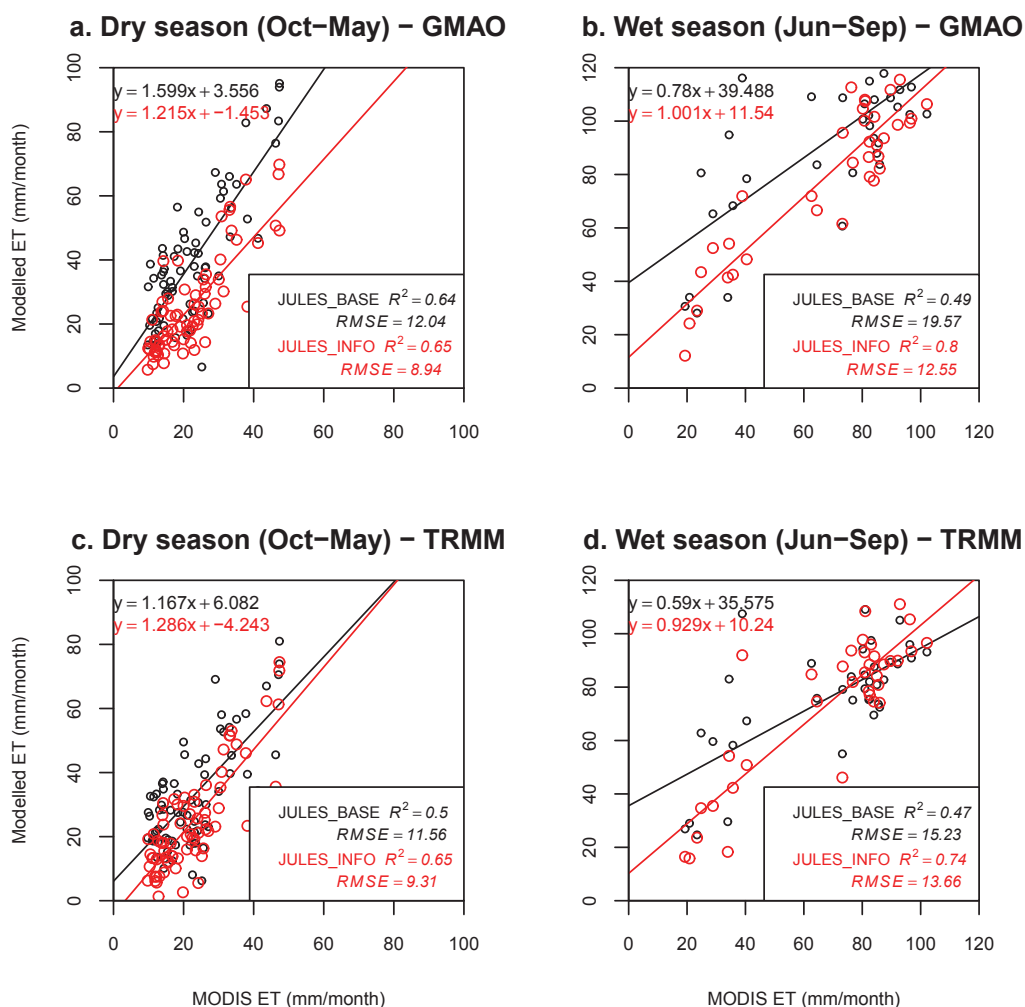 a. Dry season (Oct−May) − GMAO
b. Wet season (Jun−Sep) − GMAO
Modelled ET (mm/month)
100
80
60
40
20
0
y = 1.599x + 3.556
y = 1.215x + −1.453
JULES_BASE R² = 0.64
RMSE = 12.04
JULES_INFO R² = 0.65
RMSE = 8.94
0 20 40 60 80 100
120
100
80
60
40
20
0
y = 0.78x + 39.488
y = 1.001x + 11.54
JULES_BASE R² = 0.49
RMSE = 19.57
JULES_INFO R² = 0.8
RMSE = 12.55
0 20 40 60 80 100 120
c. Dry season (Oct−May) − TRMM
d. Wet season (Jun−Sep) − TRMM
Modelled ET (mm/month)
100
80
60
40
20
0
y = 1.167x + 6.082
y = 1.286x + −4.243
JULES_BASE R² = 0.5
RMSE = 11.56
JULES_INFO R² = 0.65
RMSE = 9.31
0 20 40 60 80 100
MODIS ET (mm/month)
120
100
80
60
40
20
0
y = 0.59x + 35.575
y = 0.929x + 10.24
JULES_BASE R² = 0.47
RMSE = 15.23
JULES_INFO R² = 0.74
RMSE = 13.66
0 20 40 60 80 100 120
MODIS ET (mm/month)